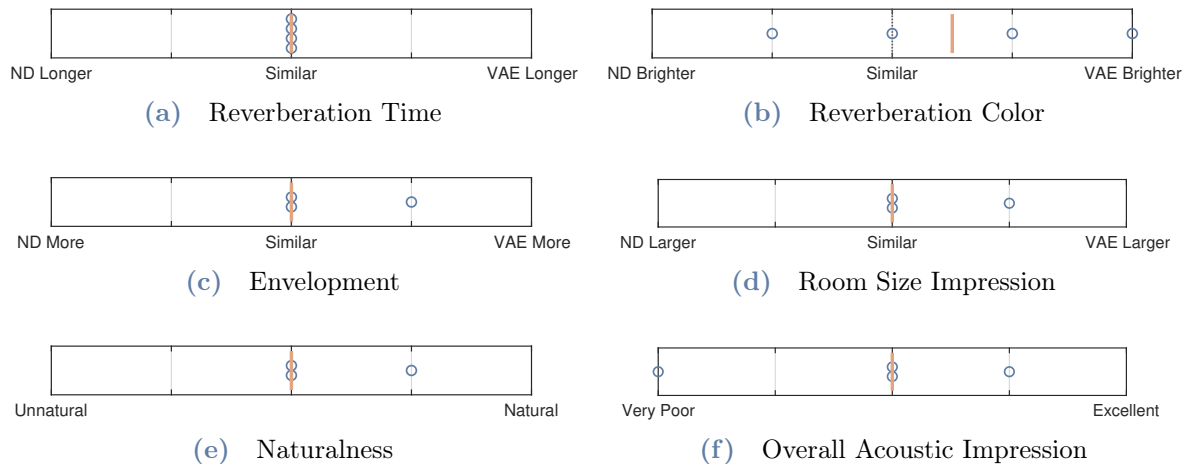 ND Longer Similar VAE Longer
(a) Reverberation Time
ND Brighter Similar VAE Brighter
(b) Reverberation Color
ND More Similar VAE More
(c) Envelopment
ND Larger Similar VAE Larger
(d) Room Size Impression
Unnatural Natural
(e) Naturalness
Very Poor Excellent
(f) Overall Acoustic Impression